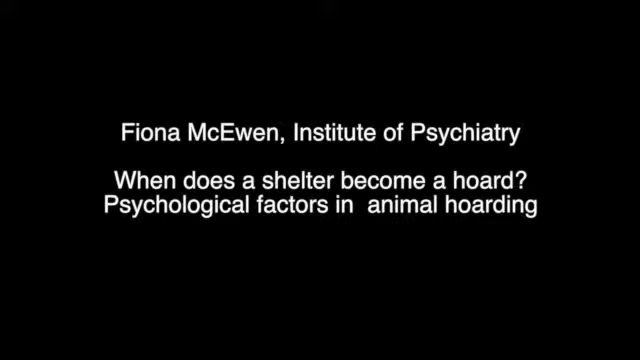 Fiona McEwen, Institute of Psychiatry
When does a shelter become a hoard?
Psychological factors in  animal hoarding